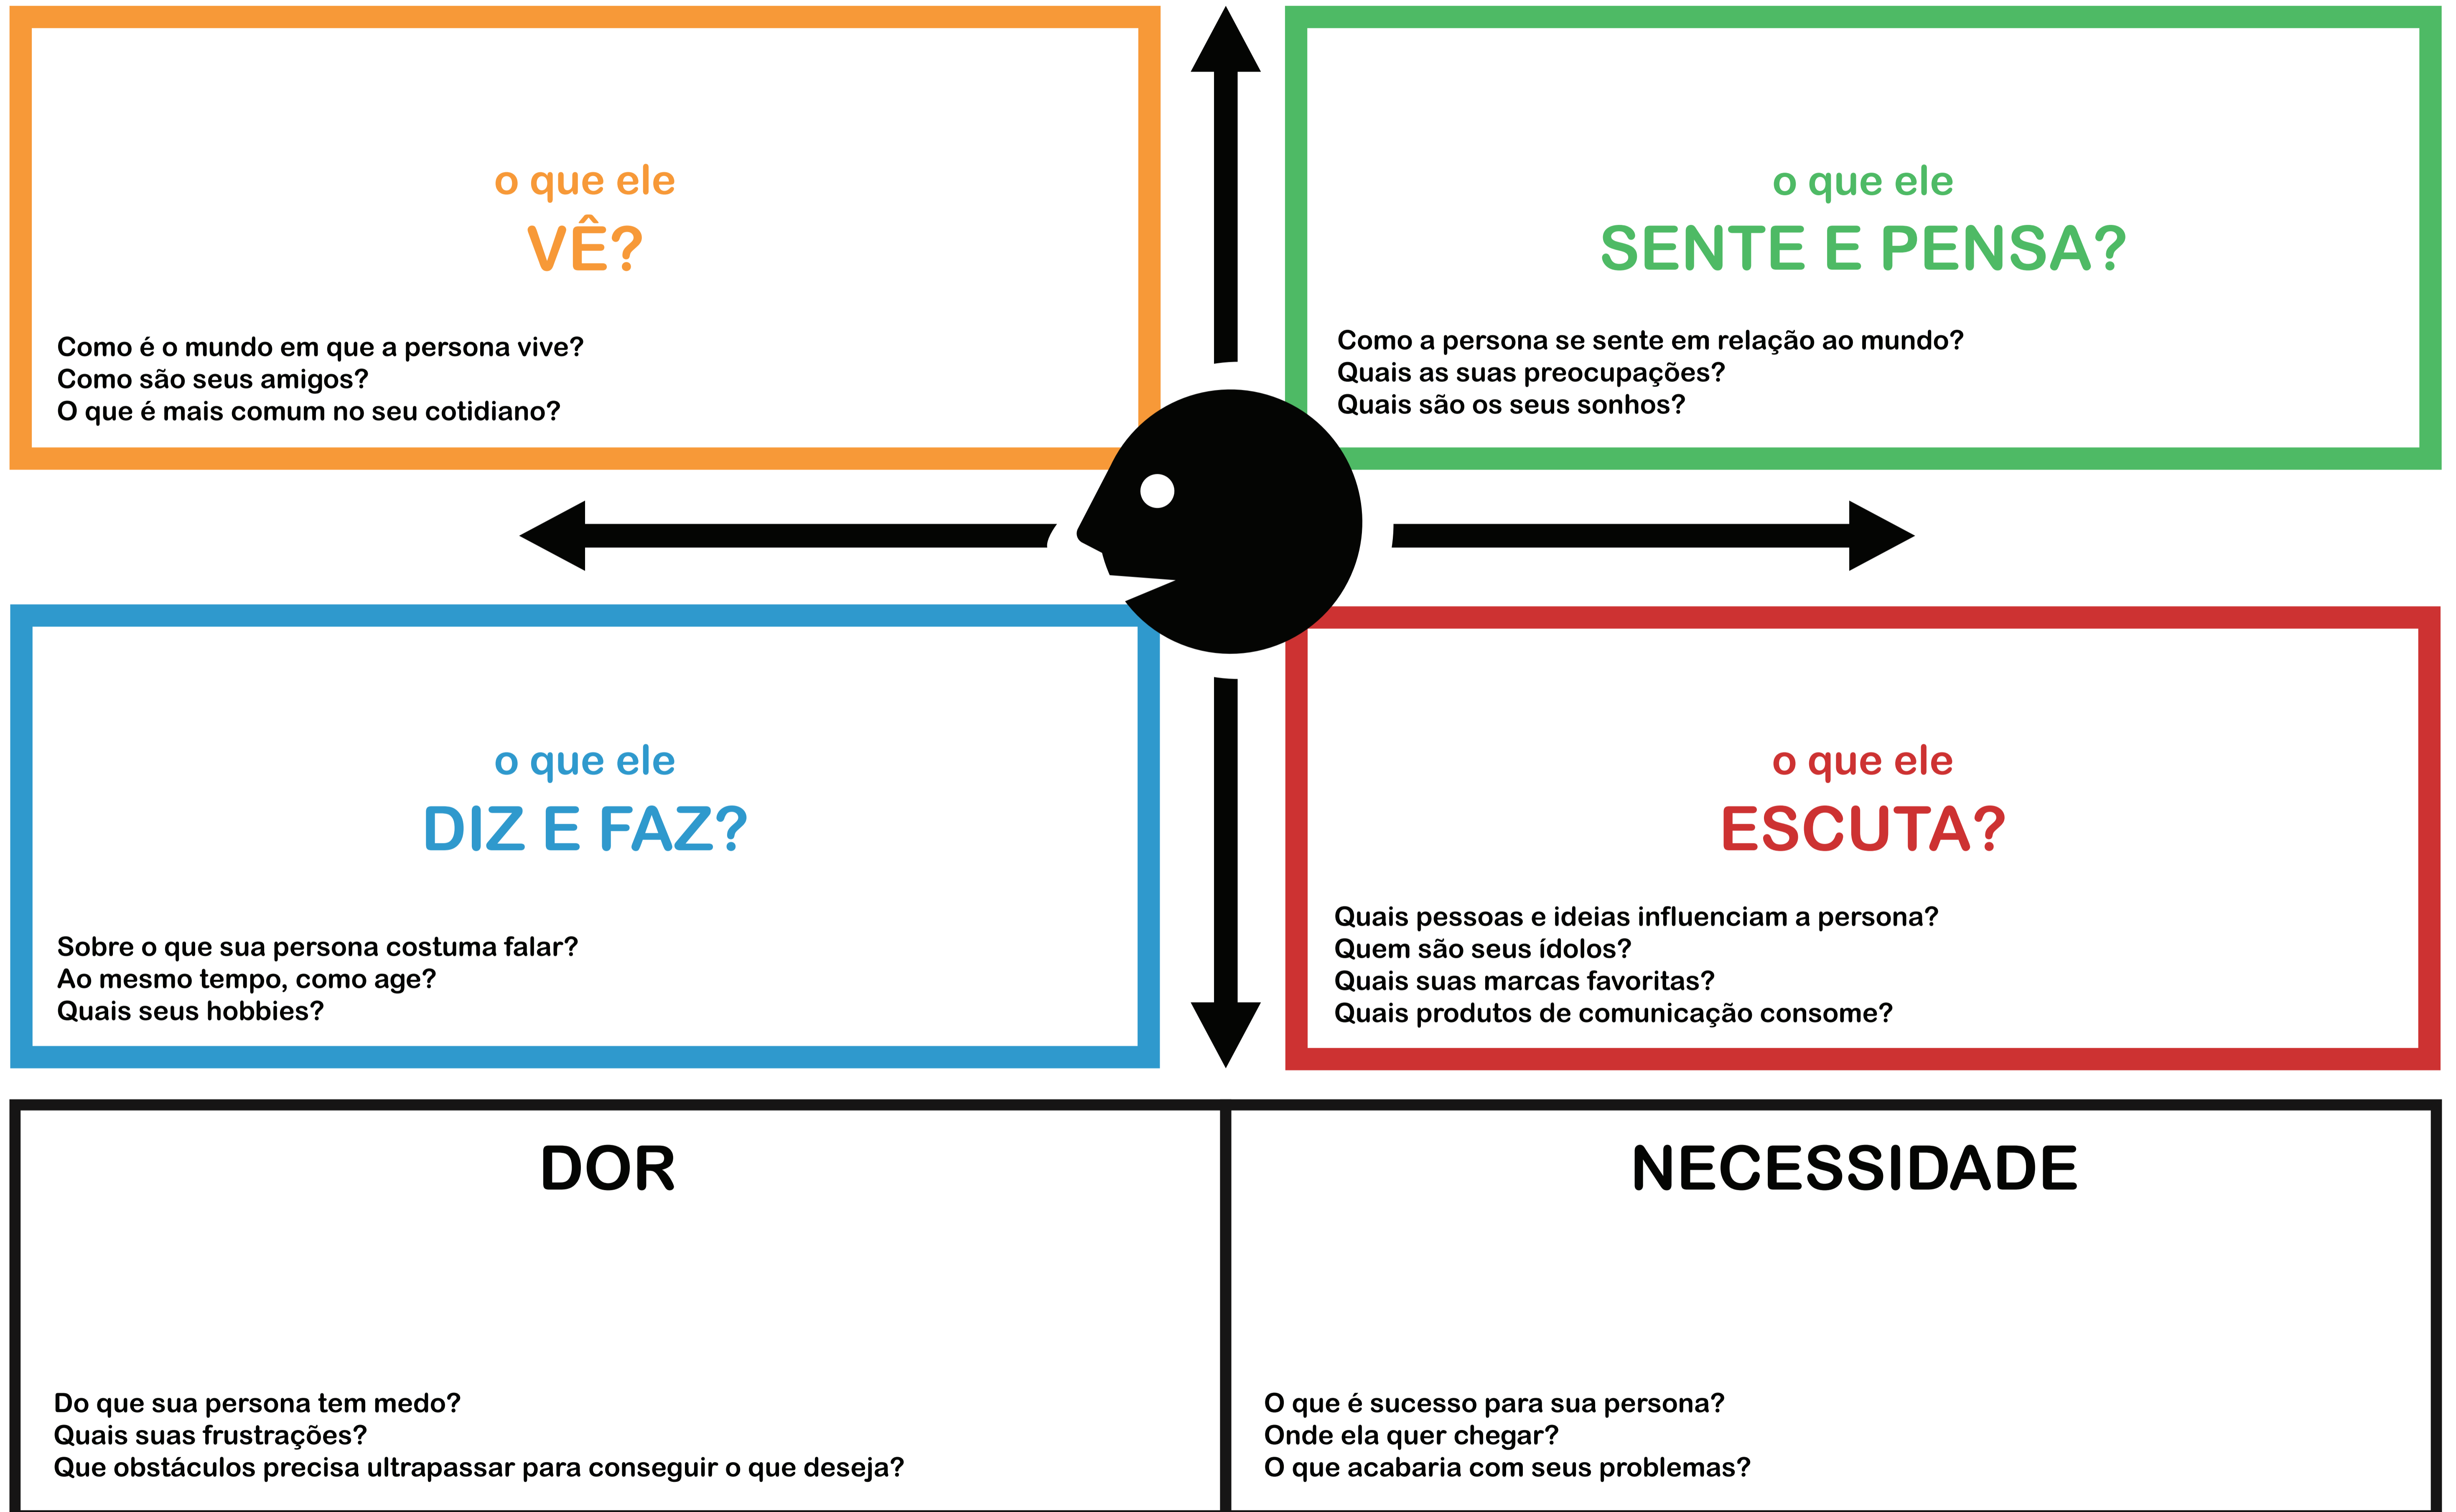 o que ele
VÊ?
Como é o mundo em que a persona vive?
Como são seus amigos?
O que é mais comum no seu cotidiano?
o que ele
SENTE E PENSA?
Como a persona se sente em relação ao mundo?
Quais as suas preocupações?
Quais são os seus sonhos?
o que ele
DIZ E FAZ?
Sobre o que sua persona costuma falar?
Ao mesmo tempo, como age?
Quais seus hobbies?
o que ele
ESCUTA?
Quais pessoas e ideias influenciam a persona?
Quem são seus ídolos?
Quais suas marcas favoritas?
Quais produtos de comunicação consome?
DOR
Do que sua persona tem medo?
Quais suas frustrações?
Que obstáculos precisa ultrapassar para conseguir o que deseja?
NECESSIDADE
O que é sucesso para sua persona?
Onde ela quer chegar?
O que acabaria com seus problemas?